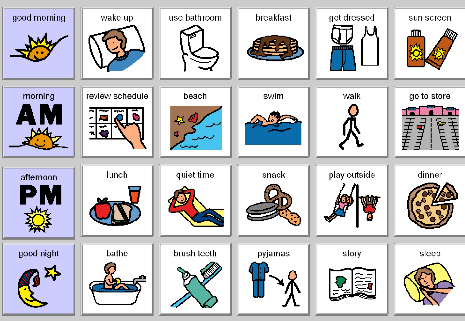 good morning
wake up
use bathroom
breakfast
get dressed
sun screen
morning
AM
review schedule
beach
swim
walk
go to store
afternoon
PM
lunch
quiet time
snack
play outside
dinner
good night
bathe
brush teeth
pyjamas
story
sleep